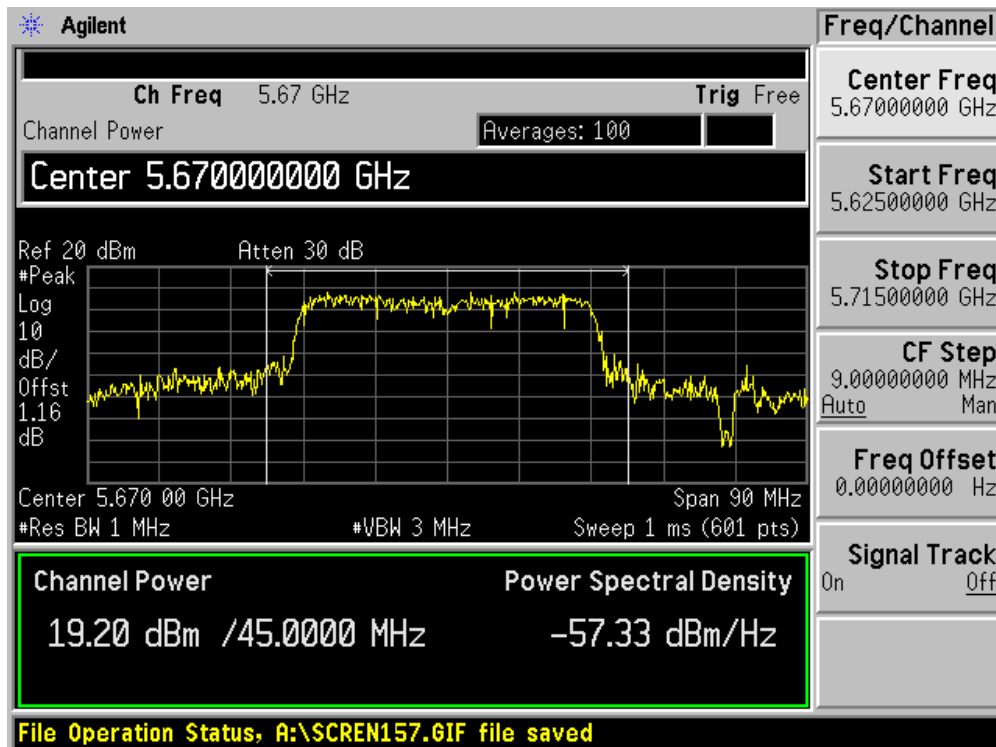 Agilent
Freq/Channel
Ch Freq 5.67 GHz Trig Free
Channel Power Averages: 100
Center 5.670000000 GHz
Ref 20 dBm Atten 30 dB
#Peak
Log
10
dB/
Offst
1.16
dB
Center 5.670 00 GHz Span 90 MHz
#Res BW 1 MHz #VBW 3 MHz Sweep 1 ms (601 pts)
Channel Power Power Spectral Density
19.20 dBm /45.0000 MHz -57.33 dBm/Hz
File Operation Status, A:\SCREN157.GIF file saved
Center Freq
5.67000000 GHz
Start Freq
5.62500000 GHz
Stop Freq
5.71500000 GHz
CF Step
9.00000000 MHz
Auto Man
Freq Offset
0.00000000 Hz
Signal Track
On Off